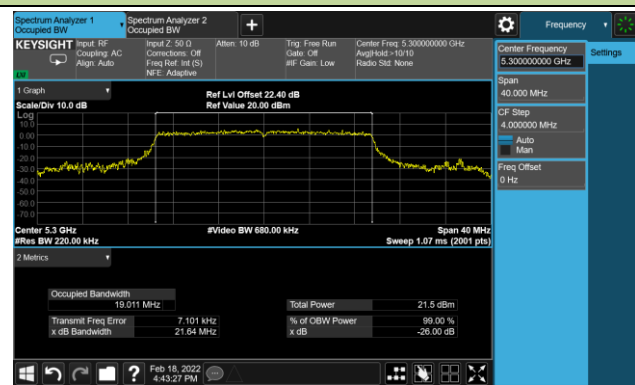 Spectrum Analyzer 1
Occupied BW
Spectrum Analyzer 2
Occupied BW
+
Frequency
KEYSIGHT
Input: RF
Coupling: AC
Align: Auto
Input Z: 50 Ω
Corrections: Off
Freq Ref: Int (S)
NFE: Adaptive
Atten: 10 dB
Trig: Free Run
Gate: Off
#IF Gain: Low
Center Freq: 5.300000000 GHz
Avg|Hold:>10/10
Radio Std: None
LXI
Center Frequency
5.300000000 GHz
Settings
Span
40.000 MHz
CF Step
4.000000 MHz
Auto
Man
Freq Offset
0 Hz
1 Graph
Scale/Div 10.0 dB
Ref Lvl Offset 22.40 dB
Ref Value 20.00 dBm
Log
10.0
0.00
-10.0
-20.0
-30.0
-40.0
-50.0
-60.0
-70.0
Center 5.3 GHz
#Res BW 220.00 kHz
#Video BW 680.00 kHz
Span 40 MHz
Sweep 1.07 ms (2001 pts)
2 Metrics
Occupied Bandwidth
19.011 MHz
Total Power 21.5 dBm
Transmit Freq Error 7.101 kHz
% of OBW Power 99.00 %
x dB Bandwidth 21.64 MHz
x dB -26.00 dB
?
Feb 18, 2022
4:43:27 PM